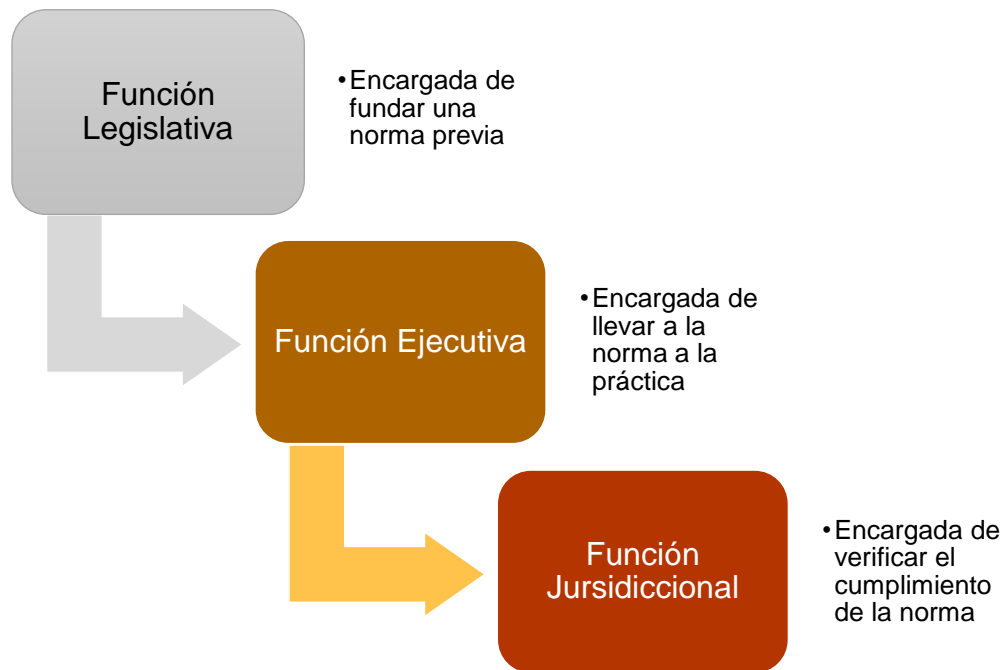 Función
Legislativa
•Encargada de
fundar una
norma previa
Función Ejecutiva
•Encargada de
llevar a la
norma a la
práctica
Función
Jursidiccional
•Encargada de
verificar el
cumplimiento
de la norma